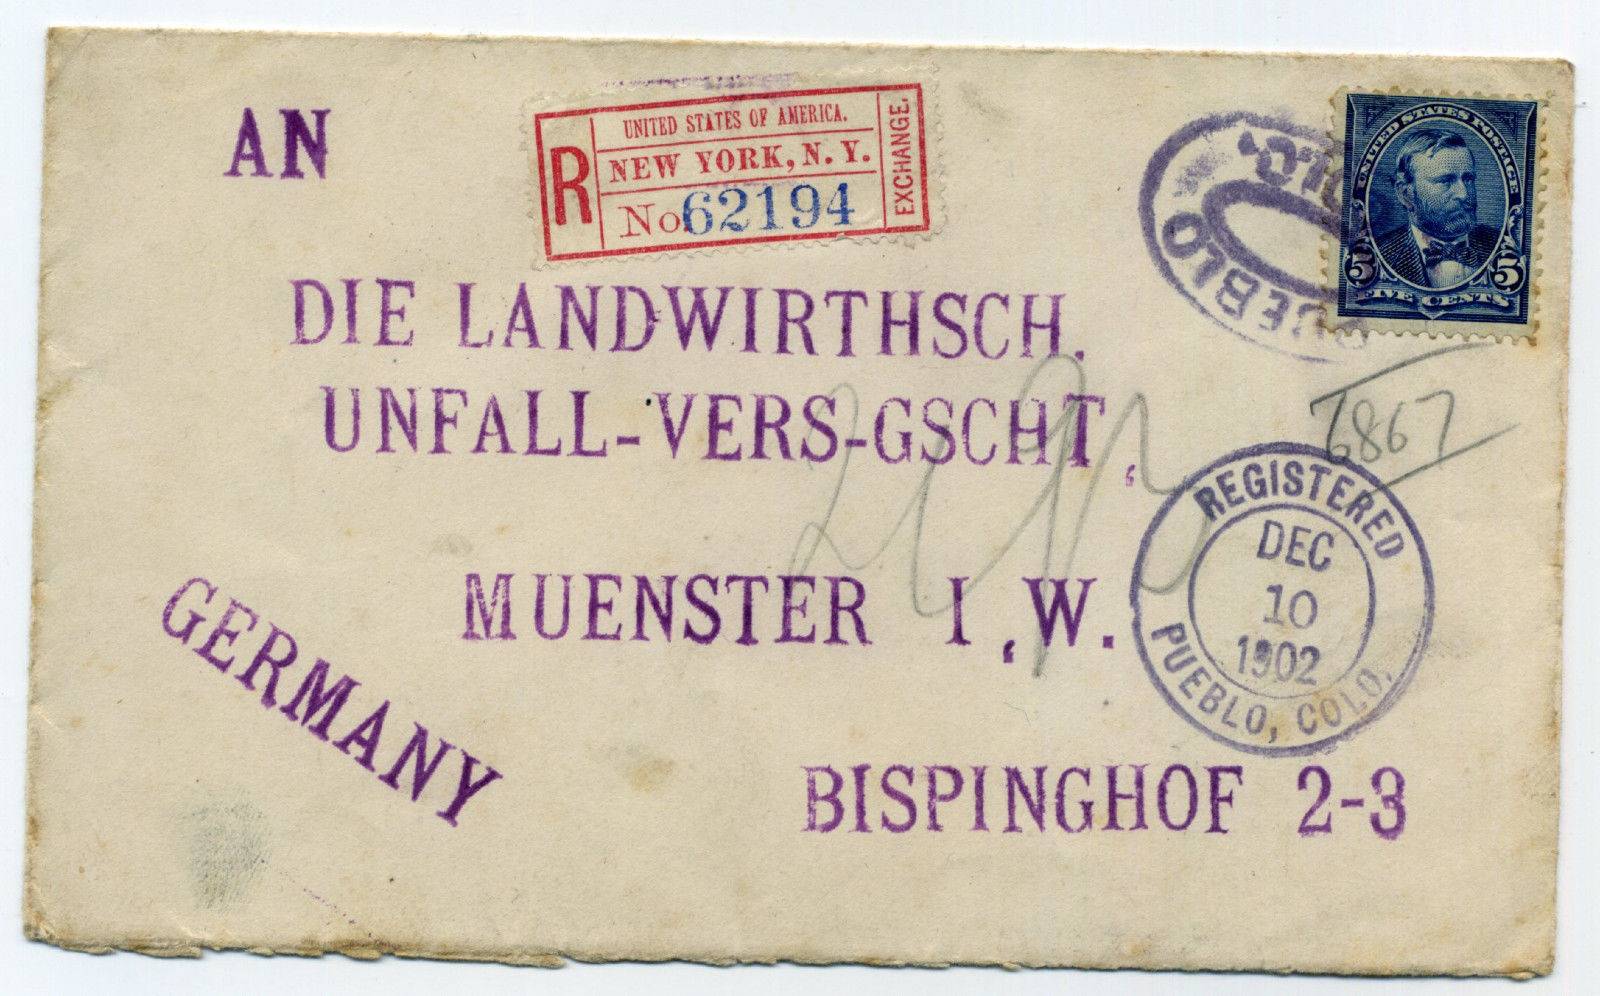 AN
UNITED STATES OF AMERICA.
R
NEW YORK, N. Y.
No 62194
EXCHANGE.
PUEBLO
UNITED STATES POSTAGE
5 5
FIVE CENTS
DIE LANDWIRTHSCH.
UNFALL-VERS-GSCHT,
6867
MUENSTER I, W.
REGISTERED
DEC
10
1902
PUEBLO, COLO.
GERMANY
BISPINGHOF 2-3